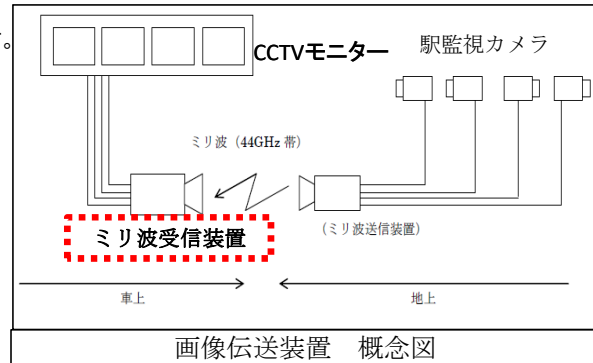 。
CCTVモニター
駅監視カメラ
ミリ波（44GHz 帯）
（ミリ波送信装置）
ミリ波受信装置
車上
地上
画像伝送装置　概念図